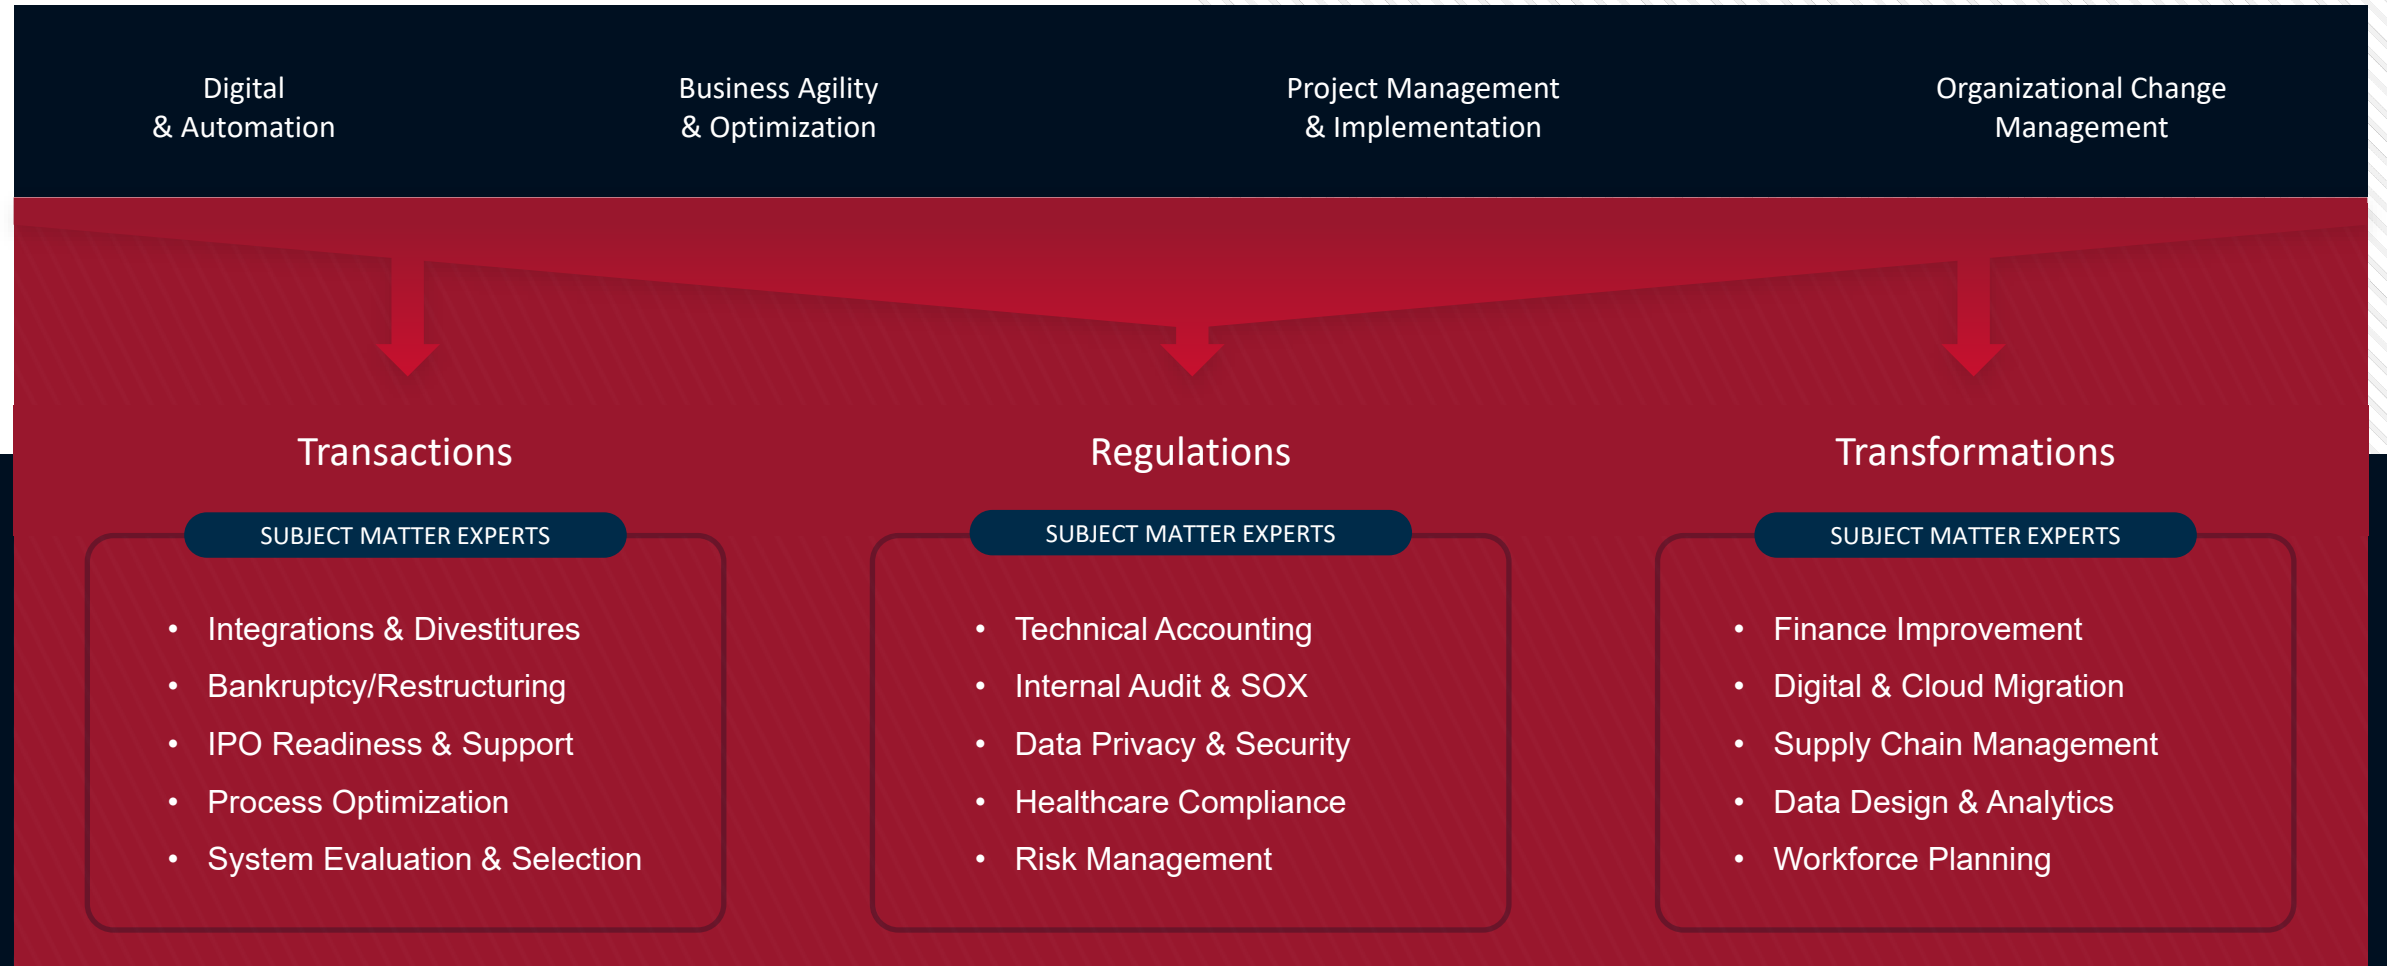 Digital
& Automation
Business Agility
& Optimization
Project Management
& Implementation
Organizational Change
Management
Transactions
SUBJECT MATTER EXPERTS
• Integrations & Divestitures
• Bankruptcy/Restructuring
• IPO Readiness & Support
• Process Optimization
• System Evaluation & Selection
Regulations
SUBJECT MATTER EXPERTS
• Technical Accounting
• Internal Audit & SOX
• Data Privacy & Security
• Healthcare Compliance
• Risk Management
Transformations
SUBJECT MATTER EXPERTS
• Finance Improvement
• Digital & Cloud Migration
• Supply Chain Management
• Data Design & Analytics
• Workforce Planning